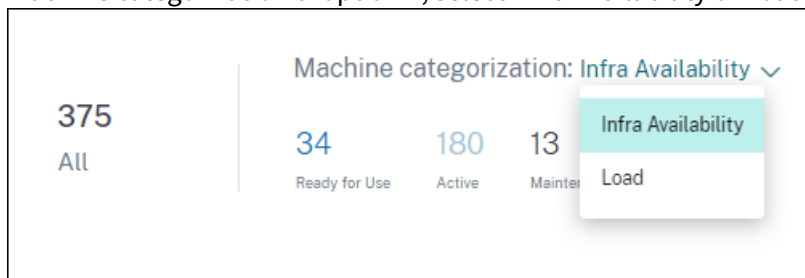 Machine categorization: Infra Availability
375
All
34
Ready for Use
180
Active
13
Infra Availability
Load